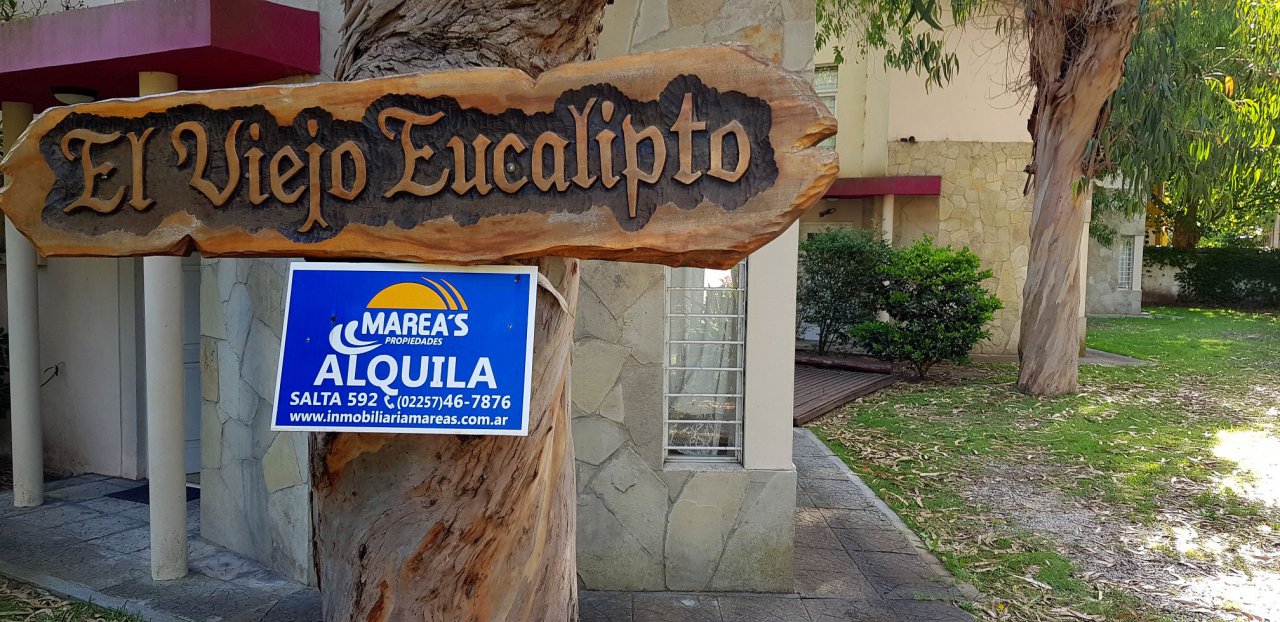 El Viejo Eucalipto
MAREA´S
PROPIEDADES
ALQUILA
SALTA 592 (02257)46-7876
www.inmobiliariamareas.com.ar